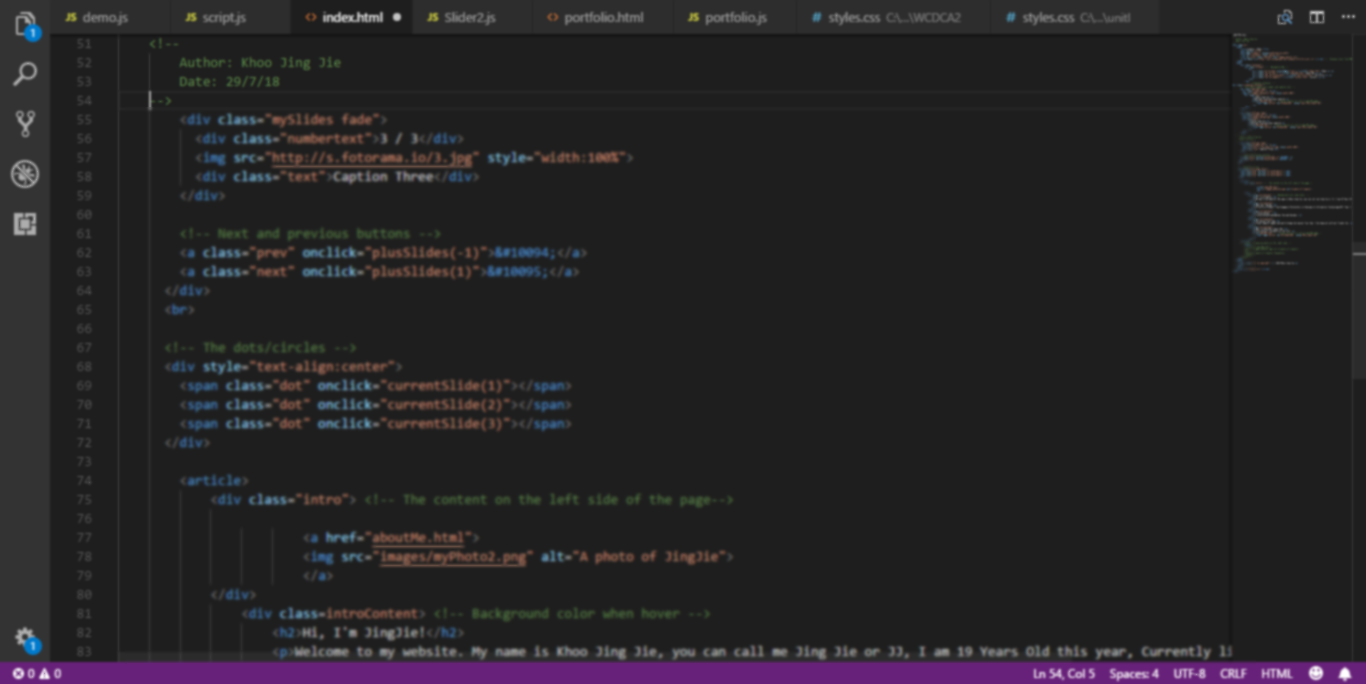 1
JS demo.js JS script.js <> index.html ● JS Slider2.js <> portfolio.html JS portfolio.js # styles.css C:\...\WCDCA2 # styles.css C:\...\unitI
51 <!--
52 Author: Khoo Jing Jie
53 Date: 29/7/18
54 -->
55 <div class="mySlides fade">
56 <div class="numbertext">3 / 3</div>
57 <img src="http://s.fotorama.io/3.jpg" style="width:100%">
58 <div class="text">Caption Three</div>
59 </div>
60
61 <!-- Next and previous buttons -->
62 <a class="prev" onclick="plusSlides(-1)">&#10094;</a>
63 <a class="next" onclick="plusSlides(1)">&#10095;</a>
64 </div>
65 <br>
66
67 <!-- The dots/circles -->
68 <div style="text-align:center">
69 <span class="dot" onclick="currentSlide(1)"></span>
70 <span class="dot" onclick="currentSlide(2)"></span>
71 <span class="dot" onclick="currentSlide(3)"></span>
72 </div>
73
74 <article>
75 <div class="intro"> <!-- The content on the left side of the page-->
76
77 <a href="aboutMe.html">
78 <img src="images/myPhoto2.png" alt="A photo of JingJie">
79 </a>
80 </div>
81 <div class=introContent> <!-- Background color when hover -->
82 <h2>Hi, I'm JingJie!</h2>
83 <p>Welcome to my website. My name is Khoo Jing Jie, you can call me Jing Jie or JJ, I am 19 Years Old this year, Currently li
1
0 0 Ln 54, Col 5 Spaces: 4 UTF-8 CRLF HTML